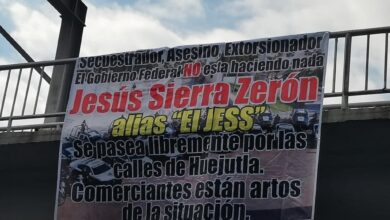 Secuestrador, Asesino, Extorsionador
El Gobierno Federal NO está haciendo nada
Jesús Sierra Zerón
alias "El JESS"
se pasea libremente por las
calles de Huejutla.
Comerciantes están artos
de la situación.